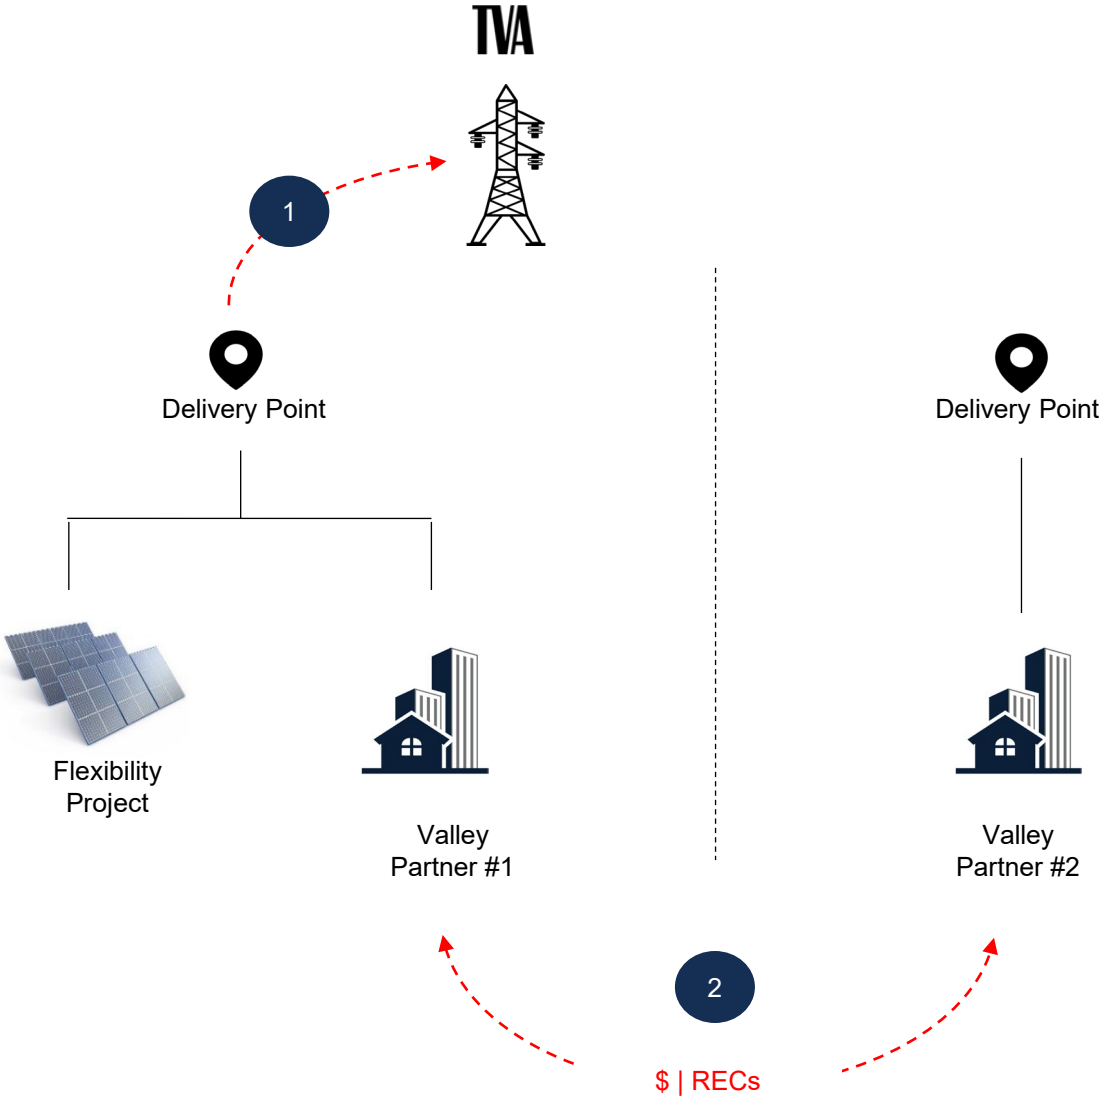 TVA
1
Delivery Point
Delivery Point
Flexibility
Project
Valley
Partner #1
Valley
Partner #2
2
$ | RECs